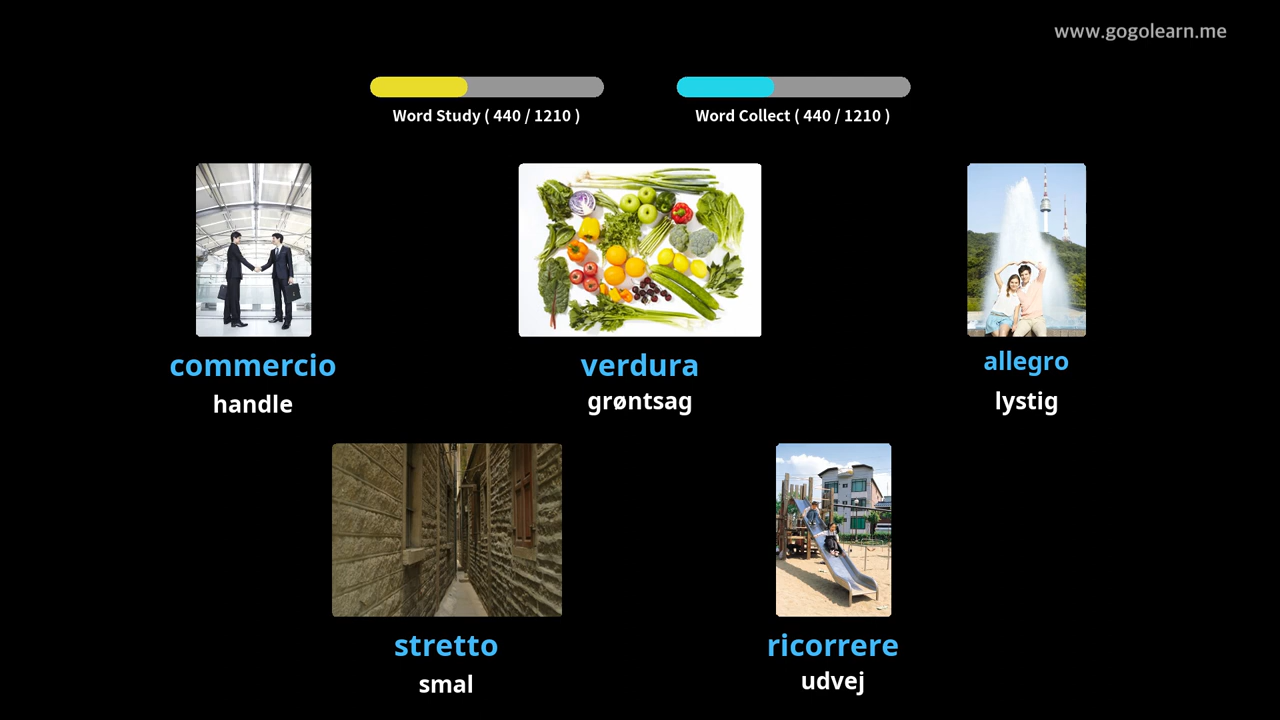 www.gogolearn.me
Word Study ( 440 / 1210 )
Word Collect ( 440 / 1210 )
commercio
handle
verdura
grøntsag
allegro
lystig
stretto
smal
ricorrere
udvej